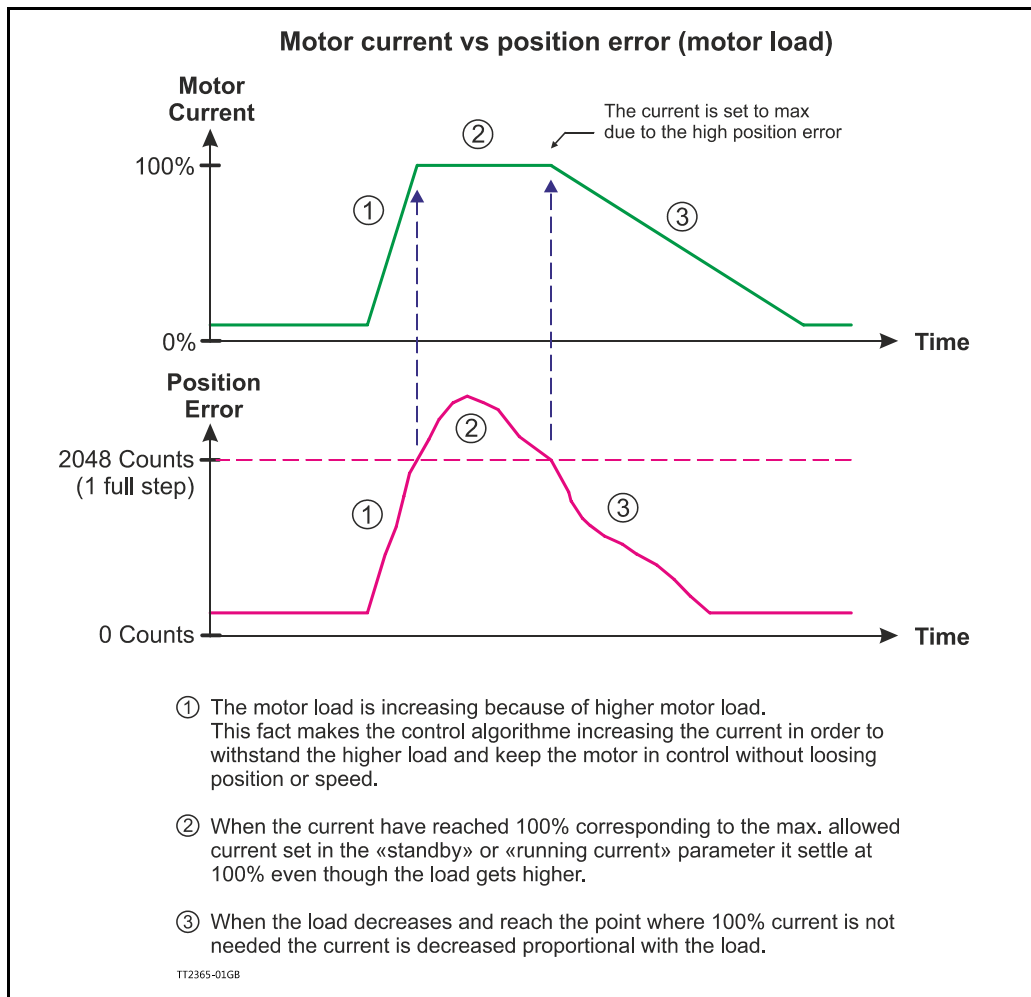 Motor current vs position error (motor load)
Motor
Current
The current is set to max
due to the high position error
②
100%
①
③
0%
Time
Position
Error
②
2048 Counts
(1 full step)
①
③
0 Counts
Time
① The motor load is increasing because of higher motor load.
This fact makes the control algorithme increasing the current in order to
withstand the higher load and keep the motor in control without loosing
position or speed.
② When the current have reached 100% corresponding to the max. allowed
current set in the «standby» or «running current» parameter it settle at
100% even though the load gets higher.
③ When the load decreases and reach the point where 100% current is not
needed the current is decreased proportional with the load.
TT2365-01GB